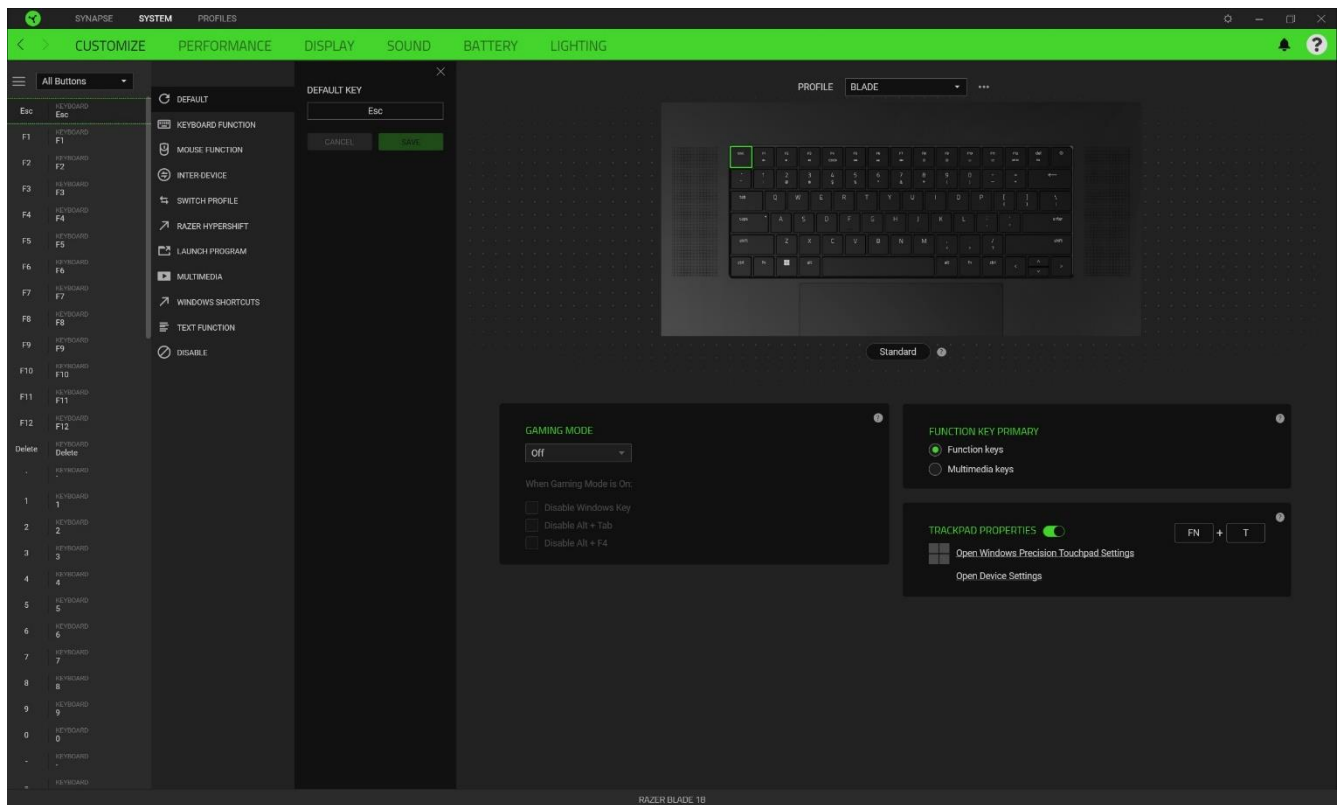 SYNAPSE SYSTEM PROFILES
CUSTOMIZE PERFORMANCE DISPLAY SOUND BATTERY LIGHTING
All Buttons
Esc KEYBOARD
Esc
F1 KEYBOARD
F1
F2 KEYBOARD
F2
F3 KEYBOARD
F3
F4 KEYBOARD
F4
F5 KEYBOARD
F5
F6 KEYBOARD
F6
F7 KEYBOARD
F7
F8 KEYBOARD
F8
F9 KEYBOARD
F9
F10 KEYBOARD
F10
F11 KEYBOARD
F11
F12 KEYBOARD
F12
Delete KEYBOARD
Delete
KEYBOARD
1 KEYBOARD
1
2 KEYBOARD
2
3 KEYBOARD
3
4 KEYBOARD
4
5 KEYBOARD
5
6 KEYBOARD
6
7 KEYBOARD
7
8 KEYBOARD
8
9 KEYBOARD
9
0 KEYBOARD
0
- KEYBOARD
-
KEYBOARD
DEFAULT
KEYBOARD FUNCTION
MOUSE FUNCTION
INTER-DEVICE
SWITCH PROFILE
RAZER HYPERSHIFT
LAUNCH PROGRAM
MULTIMEDIA
WINDOWS SHORTCUTS
TEXT FUNCTION
DISABLE
DEFAULT KEY
Esc
CANCEL SAVE
PROFILE BLADE
Q W E R T Y U I O P
A S D F G H J K L
Z X C V B N M
Standard
GAMING MODE
Off
When Gaming Mode is On:
Disable Windows Key
Disable Alt + Tab
Disable Alt + F4
FUNCTION KEY PRIMARY
Function keys
Multimedia keys
TRACKPAD PROPERTIES FN + T
Open Windows Precision Touchpad Settings
Open Device Settings
RAZER BLADE 18